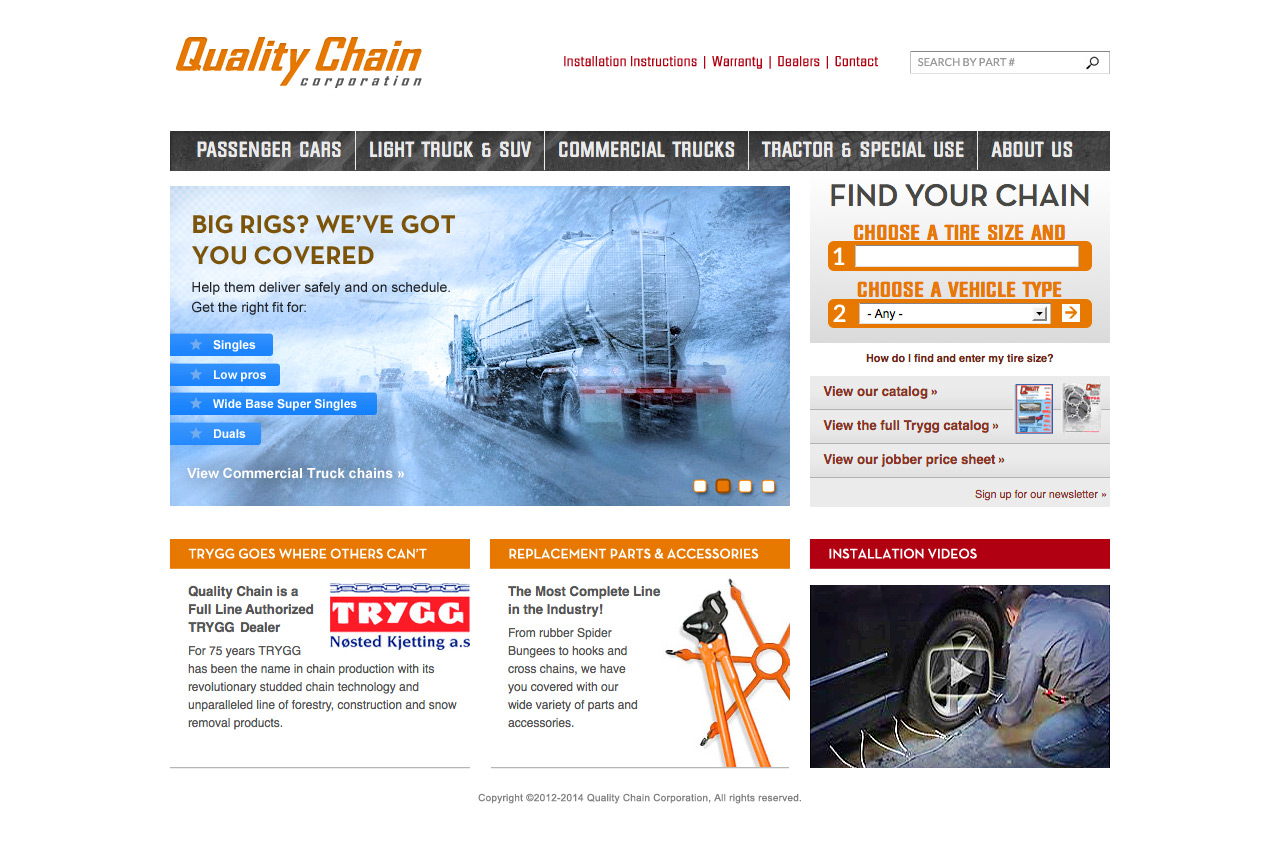 Quality Chain
corporation
Installation Instructions | Warranty | Dealers | Contact
SEARCH BY PART #
PASSENGER CARS
LIGHT TRUCK & SUV
COMMERCIAL TRUCKS
TRACTOR & SPECIAL USE
ABOUT US
BIG RIGS? WE'VE GOT
YOU COVERED
Help them deliver safely and on schedule.
Get the right fit for:
Singles
Low pros
Wide Base Super Singles
Duals
View Commercial Truck chains »
FIND YOUR CHAIN
CHOOSE A TIRE SIZE AND
1
CHOOSE A VEHICLE TYPE
2 - Any -
How do I find and enter my tire size?
View our catalog »
View the full Trygg catalog »
View our jobber price sheet »
Sign up for our newsletter »
TRYGG GOES WHERE OTHERS CAN'T
Quality Chain is a
Full Line Authorized
TRYGG Dealer
TRYGG
Nøsted Kjetting a.s
For 75 years TRYGG
has been the name in chain production with its
revolutionary studded chain technology and
unparalleled line of forestry, construction and snow
removal products.
REPLACEMENT PARTS & ACCESSORIES
The Most Complete Line
in the Industry!
From rubber Spider
Bungees to hooks and
cross chains, we have
you covered with our
wide variety of parts and
accessories.
INSTALLATION VIDEOS
Copyright ©2012-2014 Quality Chain Corporation, All rights reserved.